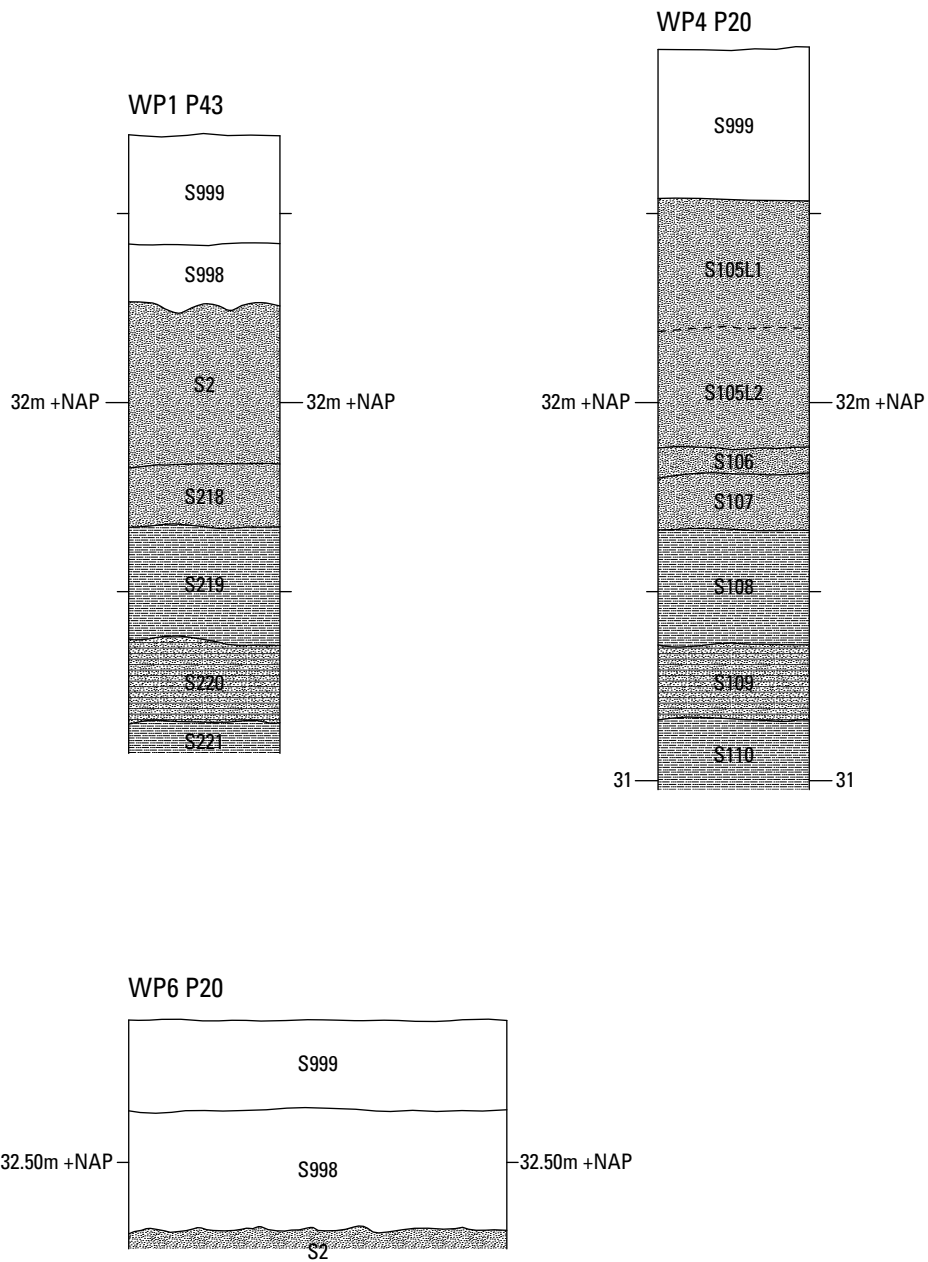 WP1 P43
S999
S998
S2
32m +NAP
32m +NAP
S218
S219
S220
S221
WP4 P20
S999
S105L1
S105L2
32m +NAP
32m +NAP
S106
S107
S108
S109
S110
31
31
WP6 P20
S999
32.50m +NAP
32.50m +NAP
S998
S2